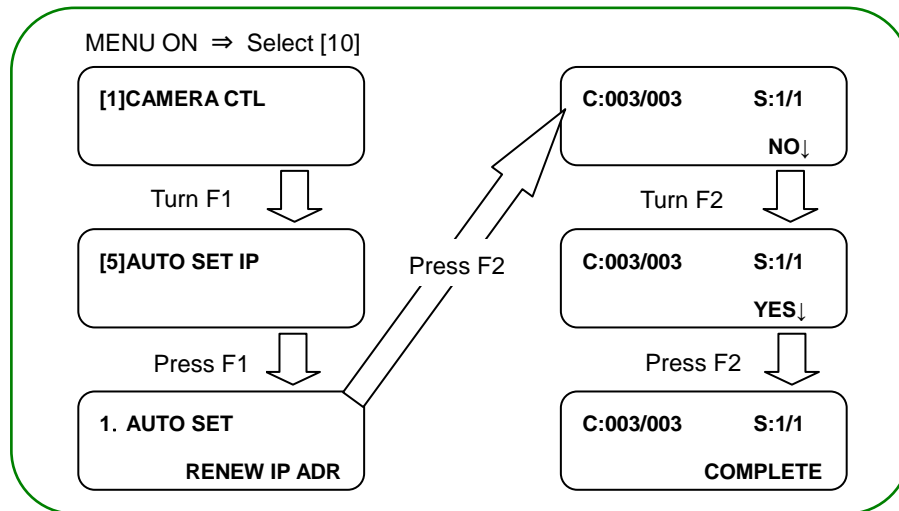 MENU ON ⇒ Select [10]
[1]CAMERA CTL
Turn F1
[5]AUTO SET IP
Press F1
1. AUTO SET
RENEW IP ADR
Press F2
C:003/003 S:1/1
NO↓
Turn F2
C:003/003 S:1/1
YES↓
Press F2
C:003/003 S:1/1
COMPLETE